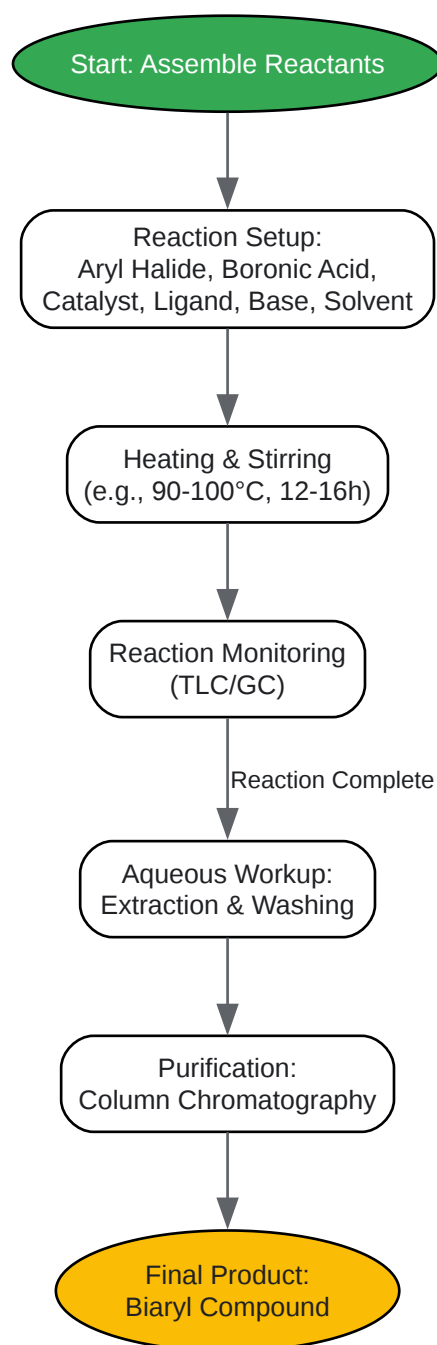 Start: Assemble Reactants
Reaction Setup:
Aryl Halide, Boronic Acid,
Catalyst, Ligand, Base, Solvent
Heating & Stirring
(e.g., 90-100°C, 12-16h)
Reaction Monitoring
(TLC/GC)
Reaction Complete
Aqueous Workup:
Extraction & Washing
Purification:
Column Chromatography
Final Product:
Biaryl Compound